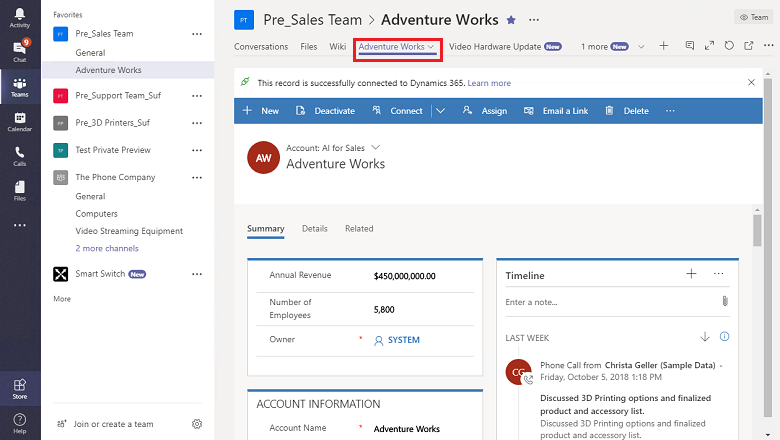 Activity
9
Chat
Teams
Calendar
Calls
Files
Store
Help
Favorites
PT Pre_Sales Team
General
Adventure Works
PT Pre_Support Team_Suf
PP Pre_3D Printers_Suf
TP Test Private Preview
The Phone Company
General
Computers
Video Streaming Equipment
2 more channels
Smart Switch New
More
Join or create a team
PT Pre_Sales Team > Adventure Works
Team
Conversations Files Wiki Adventure Works Video Hardware Update New 1 more New
This record is successfully connected to Dynamics 365. Learn more
New Deactivate Connect Assign Email a Link Delete
AW
Account: AI for Sales
Adventure Works
Summary Details Related
Annual Revenue $450,000,000.00
Number of
Employees 5,800
Owner * SYSTEM
ACCOUNT INFORMATION
Account Name * Adventure Works
Timeline
Enter a note...
LAST WEEK
CG
Phone Call from Christa Geller (Sample Data) -
Friday, October 5, 2018 1:18 PM
Discussed 3D Printing options and finalized
product and accessory list.
Discussed 3D Printing options and finalized
product and accessory list.